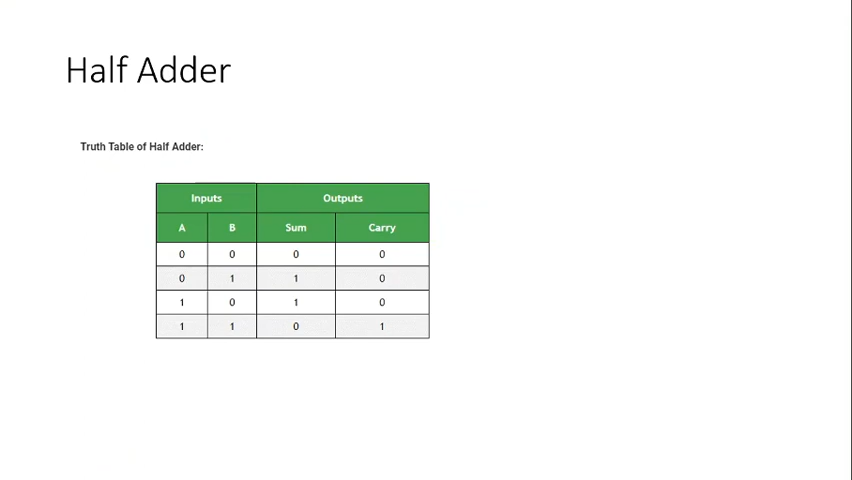 Half Adder
Truth Table of Half Adder:
Inputs Outputs
A B Sum Carry
0 0 0 0
0 1 1 0
1 0 1 0
1 1 0 1